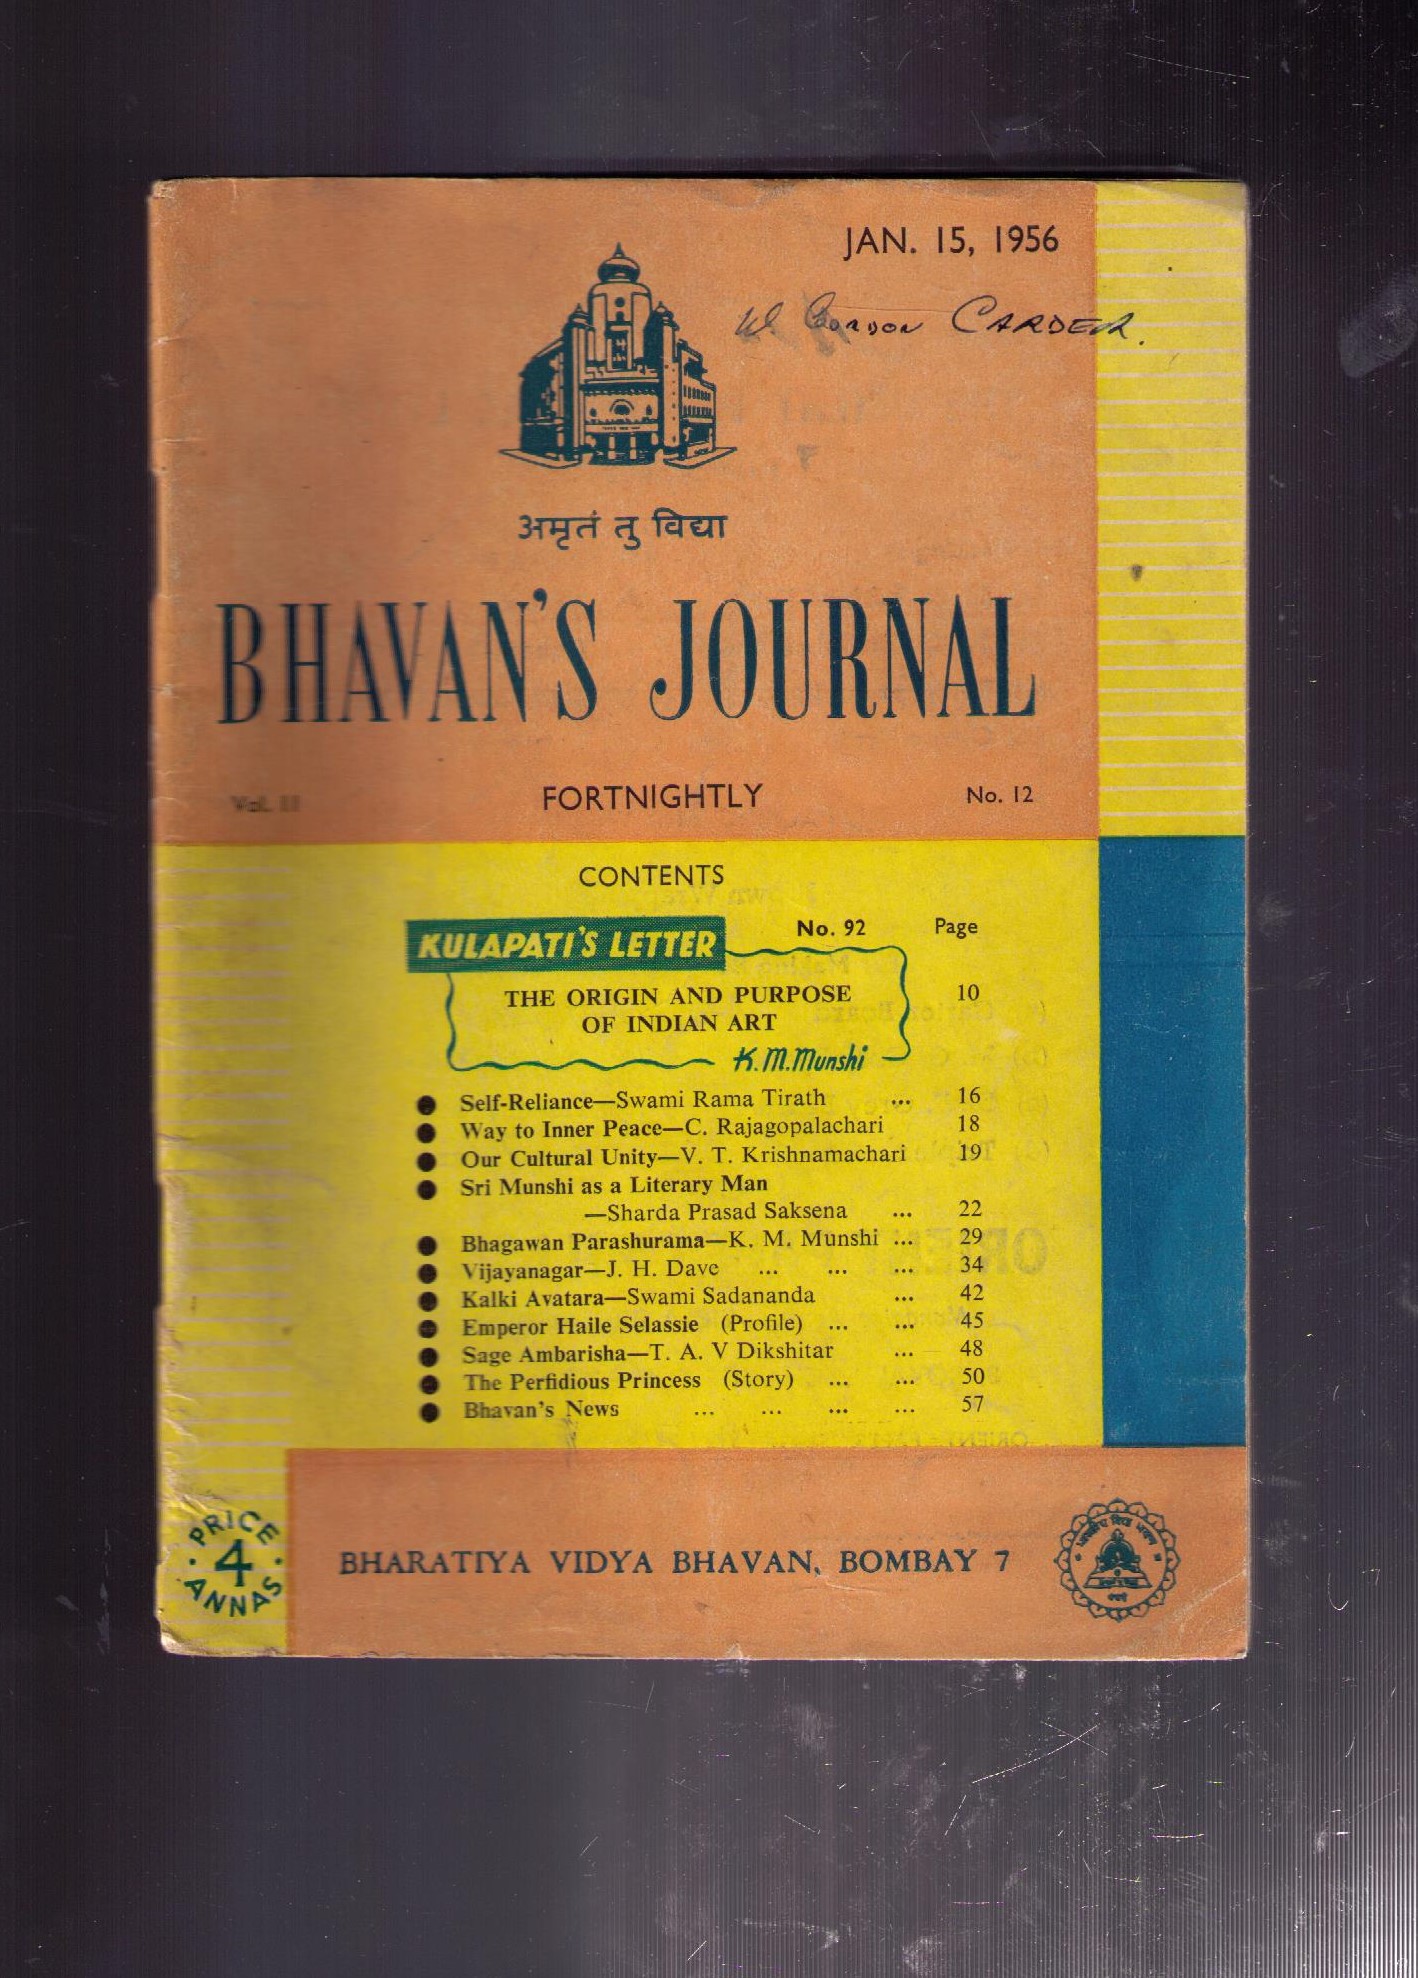 JAN. 15, 1956
W Gordon CARDER.
अमृतं तु विद्या
BHAVAN'S JOURNAL
Vol. II FORTNIGHTLY No. 12
CONTENTS
KULAPATI'S LETTER No. 92 Page
THE ORIGIN AND PURPOSE 10
OF INDIAN ART
K. M. Munshi
● Self-Reliance—Swami Rama Tirath ... 16
● Way to Inner Peace—C. Rajagopalachari 18
● Our Cultural Unity—V. T. Krishnamachari 19
● Sri Munshi as a Literary Man
—Sharda Prasad Saksena ... 22
● Bhagawan Parashurama—K. M. Munshi ... 29
● Vijayanagar—J. H. Dave ... ... ... 34
● Kalki Avatara—Swami Sadananda ... 42
● Emperor Haile Selassie (Profile) ... ... 45
● Sage Ambarisha—T. A. V Dikshitar ... 48
● The Perfidious Princess (Story) ... ... 50
● Bhavan's News ... ... ... ... 57
PRICE
4
ANNAS
BHARATIYA VIDYA BHAVAN, BOMBAY 7
भारतीय विद्या भवन